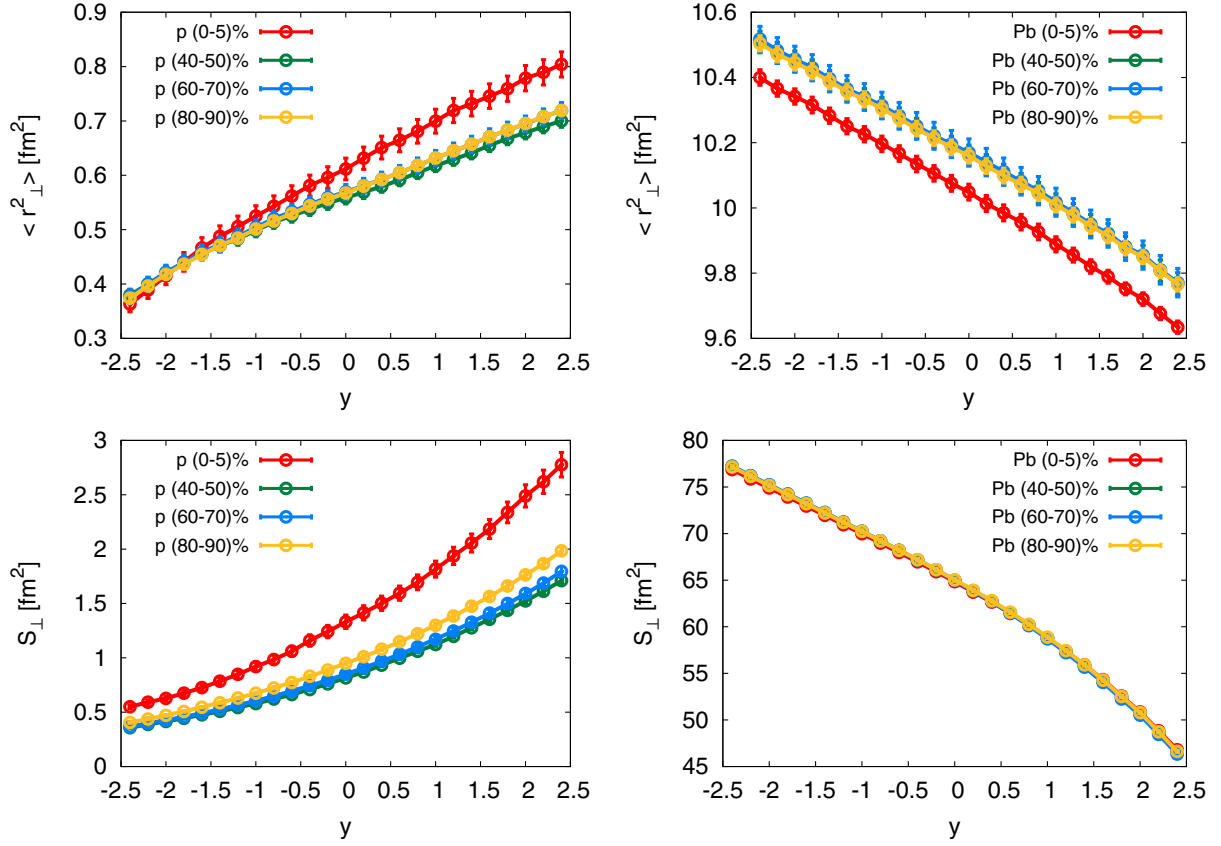 0.9
0.8
0.7
0.6
0.5
0.4
0.3
< r²⊥ > [fm²]
p (0-5)%
p (40-50)%
p (60-70)%
p (80-90)%
-2.5 -2 -1.5 -1 -0.5 0 0.5 1 1.5 2 2.5
y
10.6
10.4
10.2
10
9.8
9.6
< r²⊥ > [fm²]
Pb (0-5)%
Pb (40-50)%
Pb (60-70)%
Pb (80-90)%
-2.5 -2 -1.5 -1 -0.5 0 0.5 1 1.5 2 2.5
y
3
2.5
2
1.5
1
0.5
0
S⊥ [fm²]
p (0-5)%
p (40-50)%
p (60-70)%
p (80-90)%
-2.5 -2 -1.5 -1 -0.5 0 0.5 1 1.5 2 2.5
y
80
75
70
65
60
55
50
45
S⊥ [fm²]
Pb (0-5)%
Pb (40-50)%
Pb (60-70)%
Pb (80-90)%
-2.5 -2 -1.5 -1 -0.5 0 0.5 1 1.5 2 2.5
y